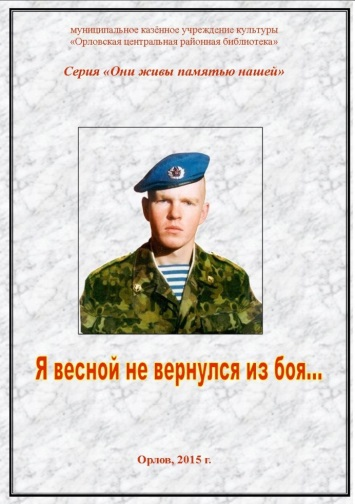 муниципальное казённое учреждение культуры
«Орловская центральная районная библиотека»
Серия «Они живы памятью нашей»
Я весной не вернулся из боя...
Орлов, 2015 г.